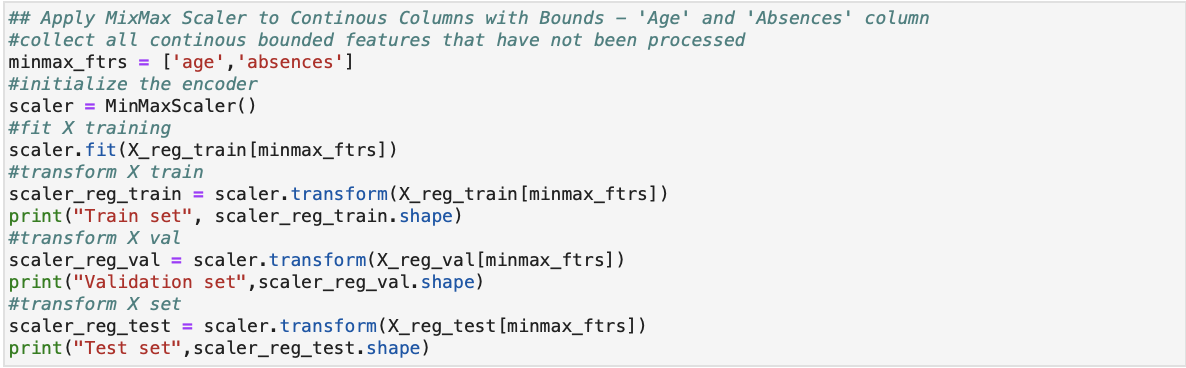 ## Apply MixMax Scaler to Continous Columns with Bounds - 'Age' and 'Absences' column
#collect all continous bounded features that have not been processed
minmax_ftrs = ['age','absences']
#initialize the encoder
scaler = MinMaxScaler()
#fit X training
scaler.fit(X_reg_train[minmax_ftrs])
#transform X train
scaler_reg_train = scaler.transform(X_reg_train[minmax_ftrs])
print("Train set", scaler_reg_train.shape)
#transform X val
scaler_reg_val = scaler.transform(X_reg_val[minmax_ftrs])
print("Validation set",scaler_reg_val.shape)
#transform X set
scaler_reg_test = scaler.transform(X_reg_test[minmax_ftrs])
print("Test set",scaler_reg_test.shape)